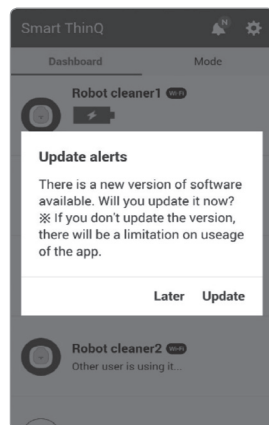 Smart ThinQ
N
Dashboard
Mode
Robot cleaner1 Wi-Fi
Update alerts
There is a new version of software
available. Will you update it now?
※ If you don't update the version,
there will be a limitation on useage
of the app.
Later Update
Robot cleaner2 Wi-Fi
Other user is using it...